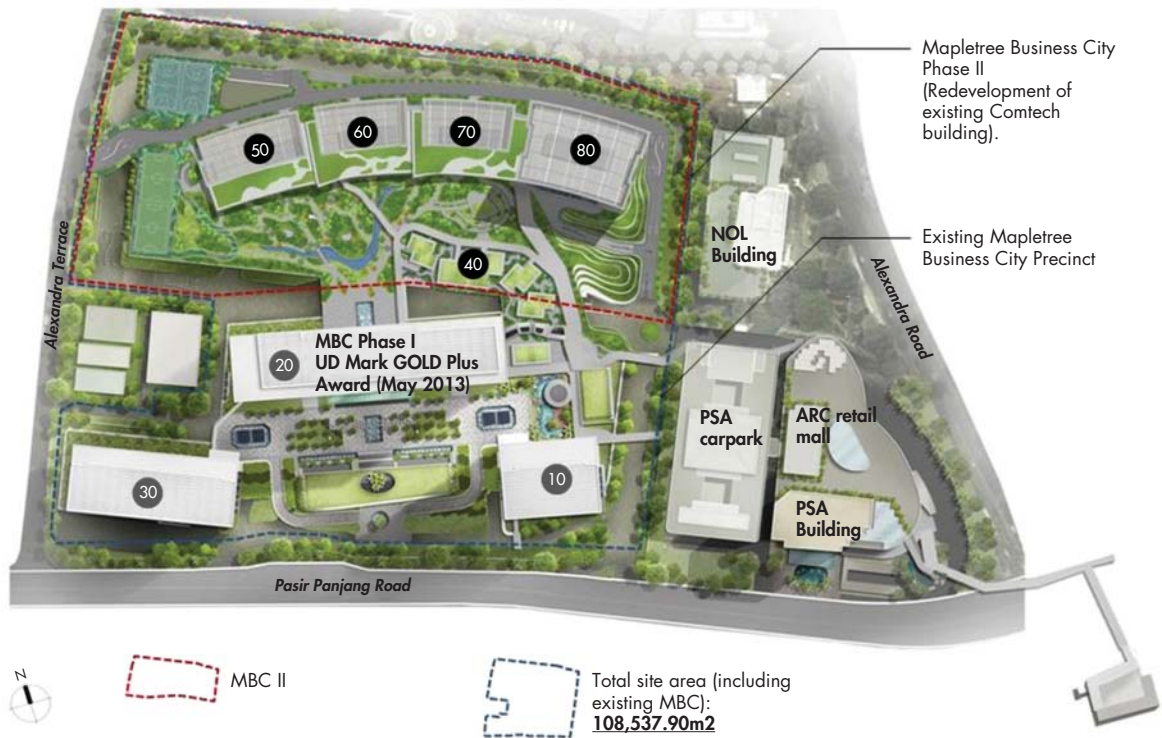 Mapletree Business City
Phase II
(Redevelopment of
existing Comtech
building).
50
60
70
80
40
NOL
Building
Existing Mapletree
Business City Precinct
Alexandra Terrace
Alexandra Road
MBC Phase I
20
UD Mark GOLD Plus
Award (May 2013)
PSA
carpark
ARC retail
mall
30
10
PSA
Building
Pasir Panjang Road
N
MBC II
Total site area (including
existing MBC):
108,537.90m2